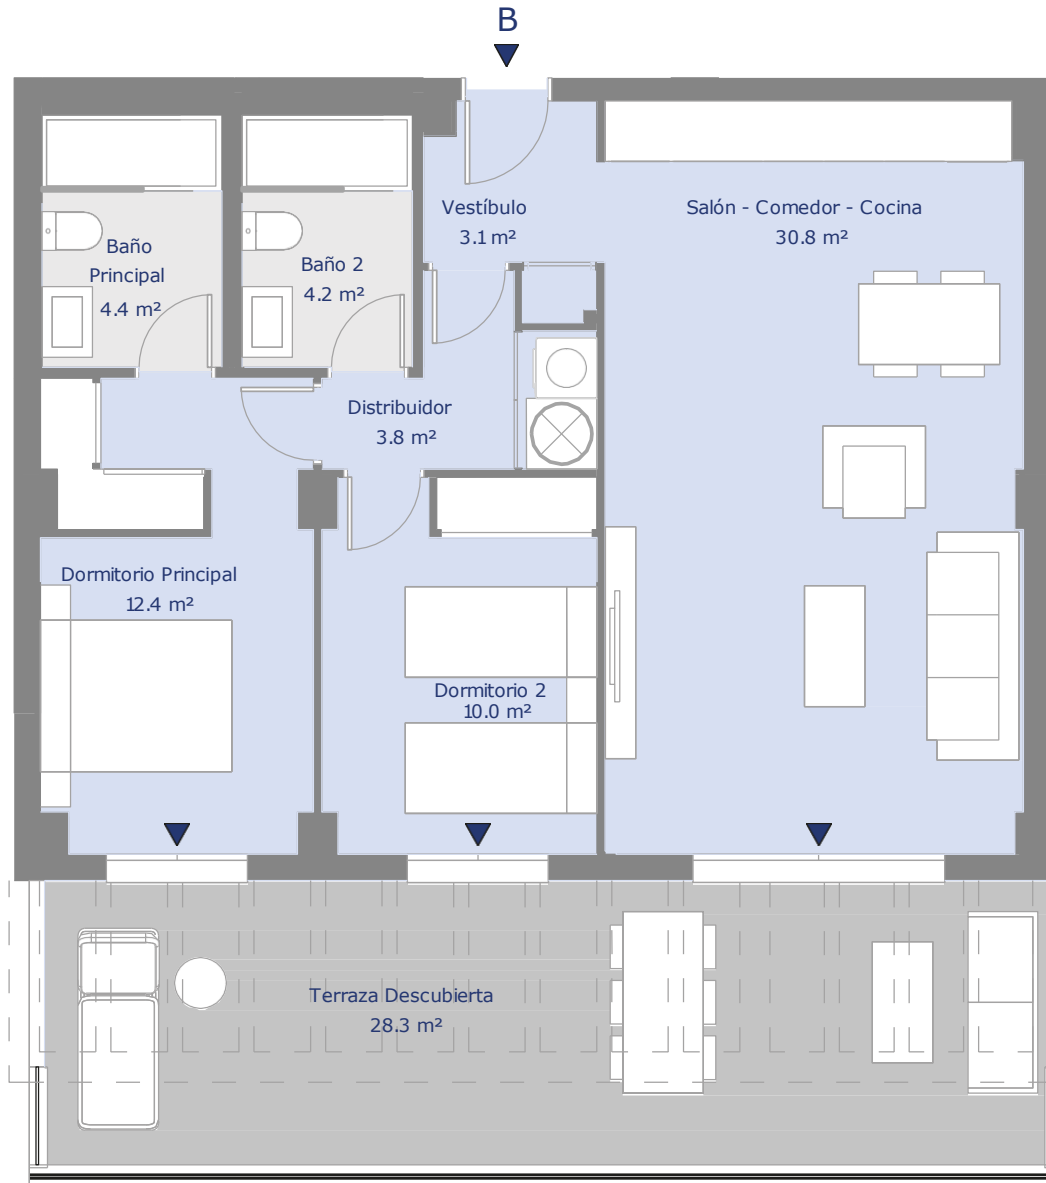 B
Vestíbulo
3.1 m²
Salón - Comedor - Cocina
30.8 m²
Baño
Principal
4.4 m²
Baño 2
4.2 m²
Distribuidor
3.8 m²
Dormitorio Principal
12.4 m²
Dormitorio 2
10.0 m²
Terraza Descubierta
28.3 m²